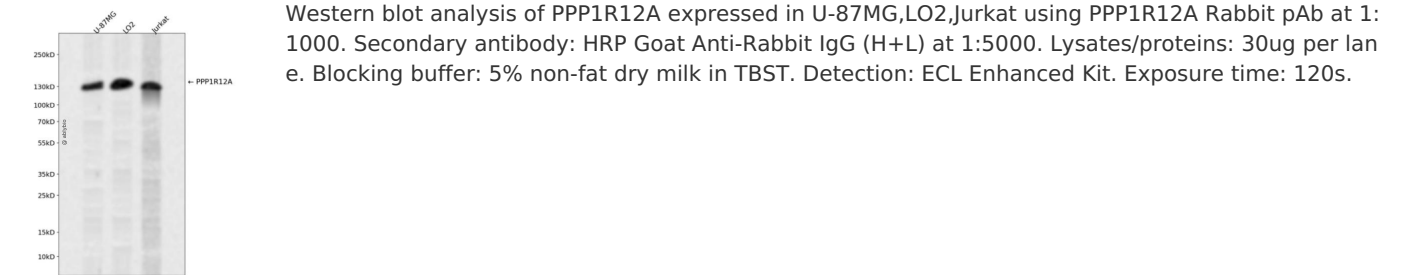 U-87MG
LO2
Jurkat
250kD
130kD
100kD
70kD
55kD
35kD
25kD
15kD
10kD
← PPP1R12A
@ ablybio
Western blot analysis of PPP1R12A expressed in U-87MG,LO2,Jurkat using PPP1R12A Rabbit pAb at 1:
1000. Secondary antibody: HRP Goat Anti-Rabbit IgG (H+L) at 1:5000. Lysates/proteins: 30ug per lan
e. Blocking buffer: 5% non-fat dry milk in TBST. Detection: ECL Enhanced Kit. Exposure time: 120s.